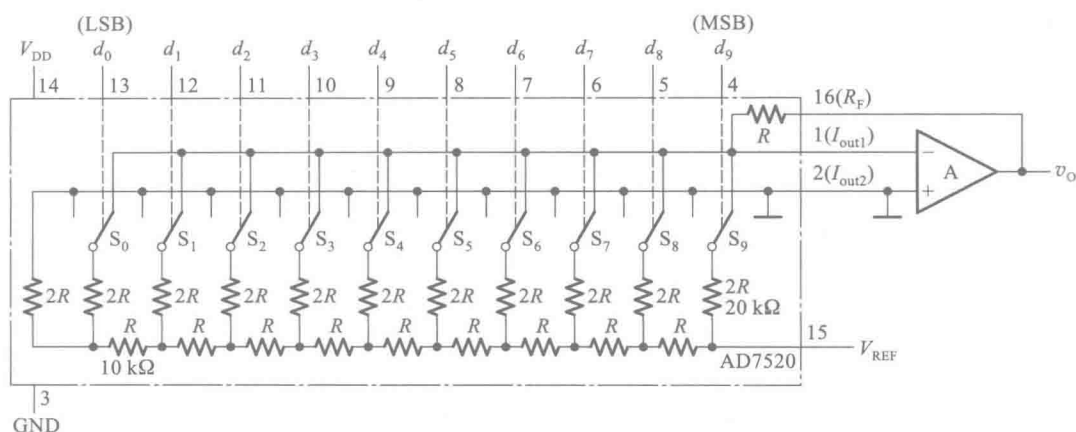 (LSB) (MSB)
V_DD d_0 d_1 d_2 d_3 d_4 d_5 d_6 d_7 d_8 d_9
14 13 12 11 10 9 8 7 6 5 4
16(R_F)
R
1(I_out1)
2(I_out2)
A
−
+
v_O
S_0 S_1 S_2 S_3 S_4 S_5 S_6 S_7 S_8 S_9
2R 2R 2R 2R 2R 2R 2R 2R 2R 2R 2R
20 kΩ
R R R R R R R R R
10 kΩ
15
V_REF
AD7520
3
GND